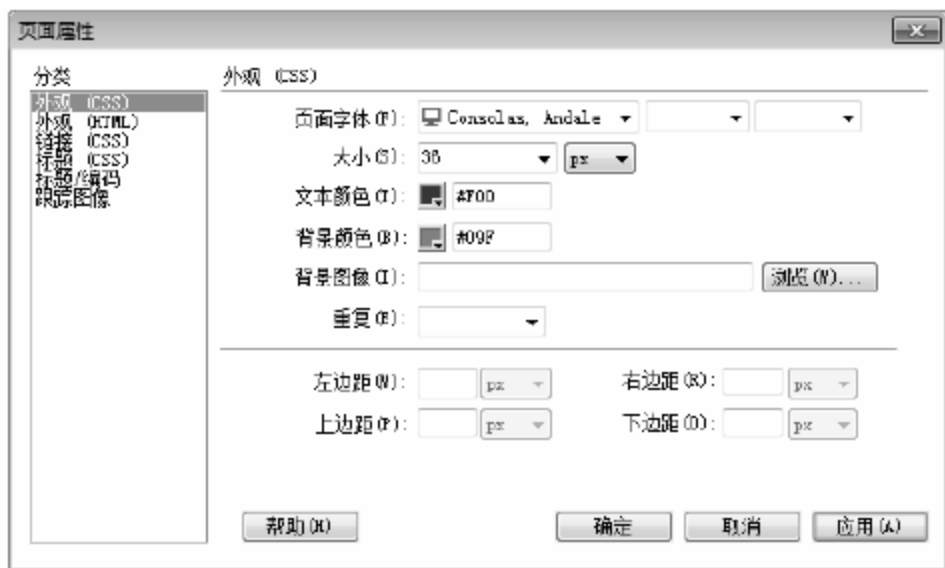 页面属性
分类
外观 (CSS)
外观 (HTML)
链接 (CSS)
标题 (CSS)
标题/编码
跟踪图像
外观 (CSS)
页面字体(F): Consolas, Andale
大小(S): 36 px
文本颜色(T): #F00
背景颜色(B): #09F
背景图像(I): 浏览(W)...
重复(E):
左边距(M): px 右边距(R): px
上边距(P): px 下边距(O): px
帮助(H) 确定 取消 应用(A)